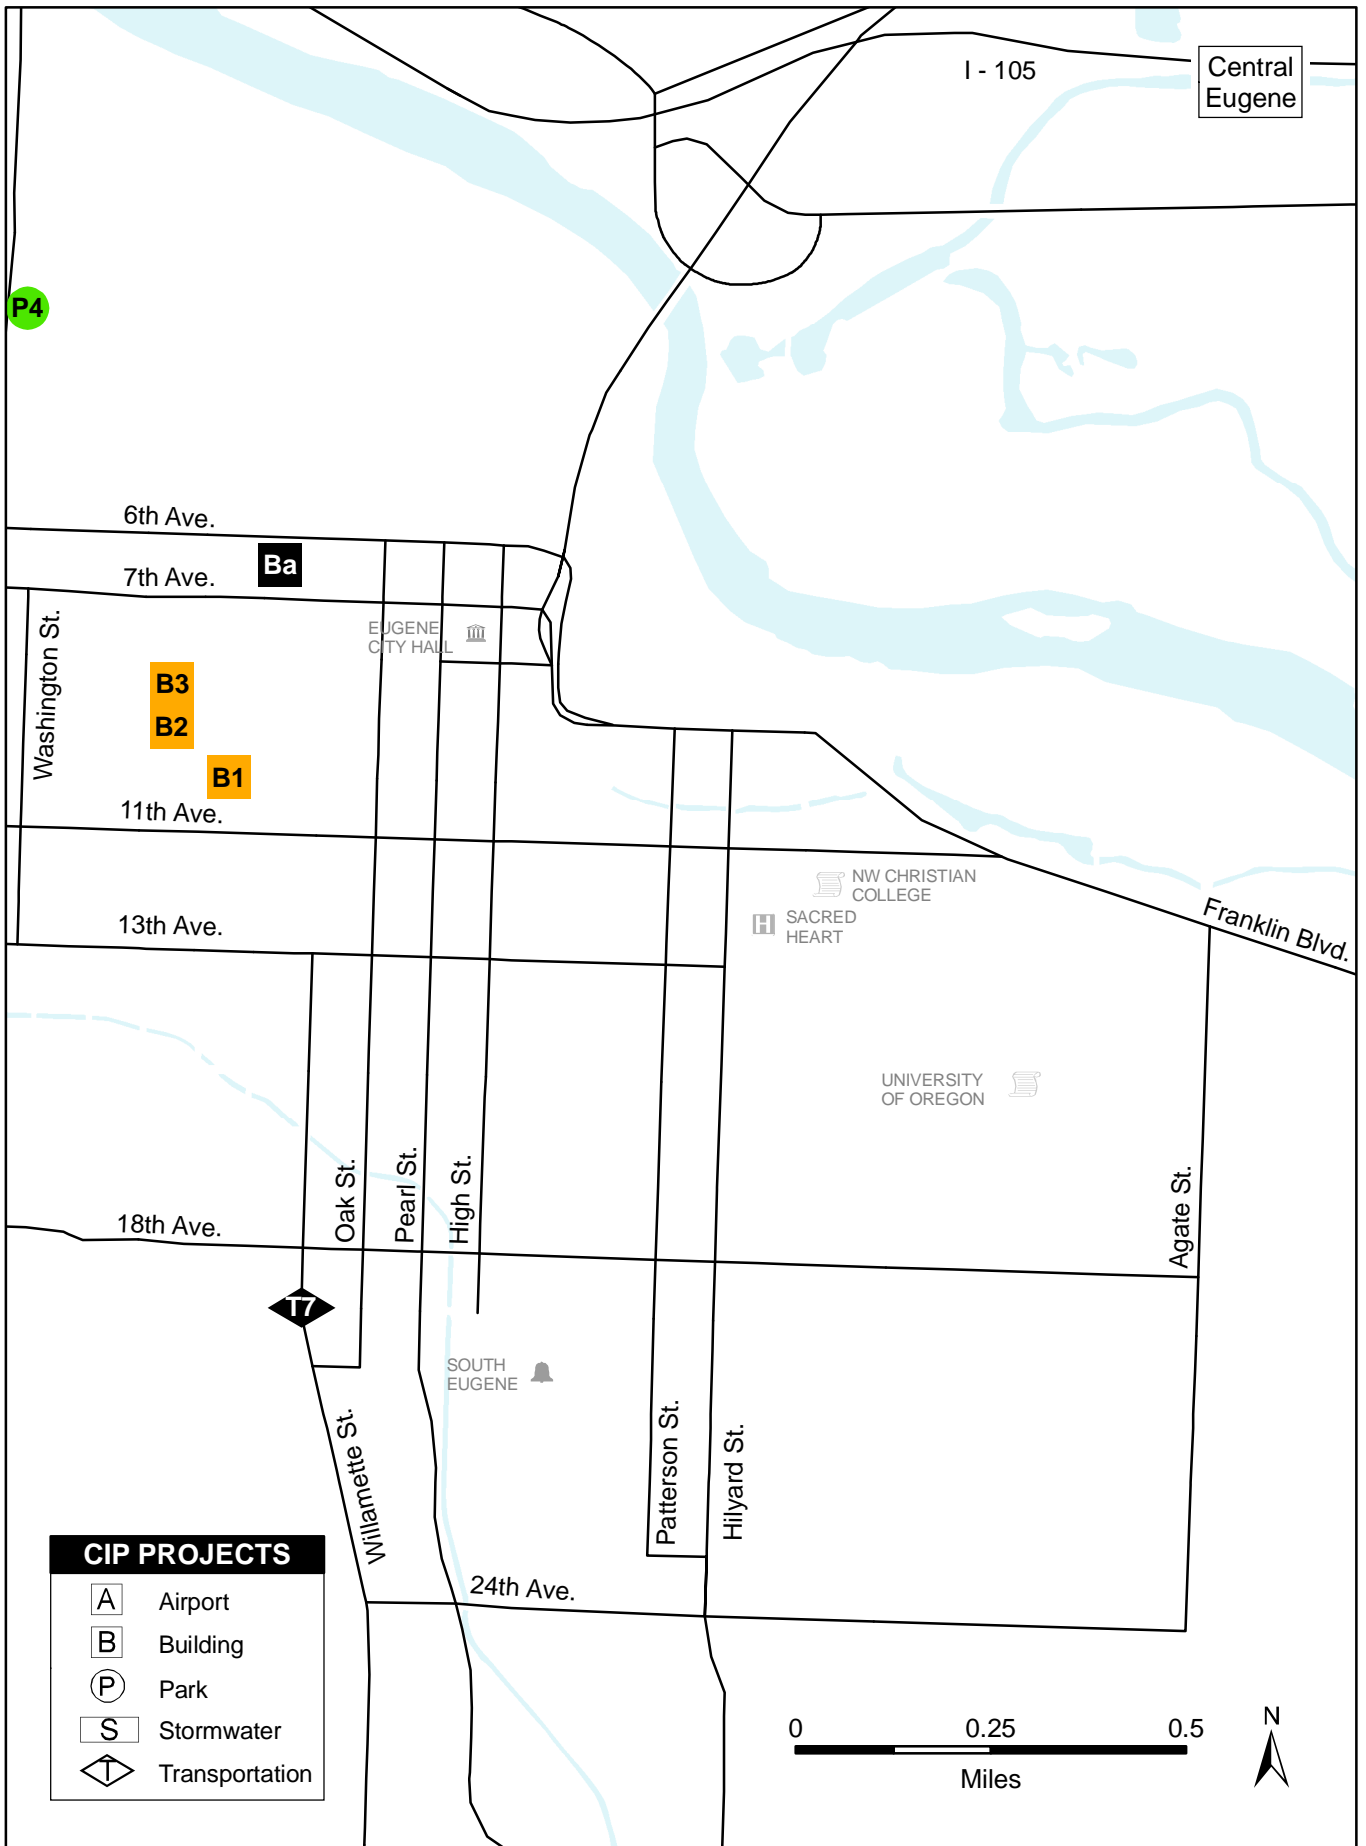 I - 105
Central
Eugene
P4
6th Ave.
Ba
7th Ave.
Washington St.
EUGENE
CITY HALL
B3
B2
B1
11th Ave.
NW CHRISTIAN
COLLEGE
H
SACRED
HEART
13th Ave.
Franklin Blvd.
UNIVERSITY
OF OREGON
Oak St.
Pearl St.
High St.
Agate St.
18th Ave.
T7
SOUTH
EUGENE
Willamette St.
Patterson St.
Hilyard St.
24th Ave.
CIP PROJECTS
A Airport
B Building
P Park
S Stormwater
T Transportation
0 0.25 0.5
Miles
N